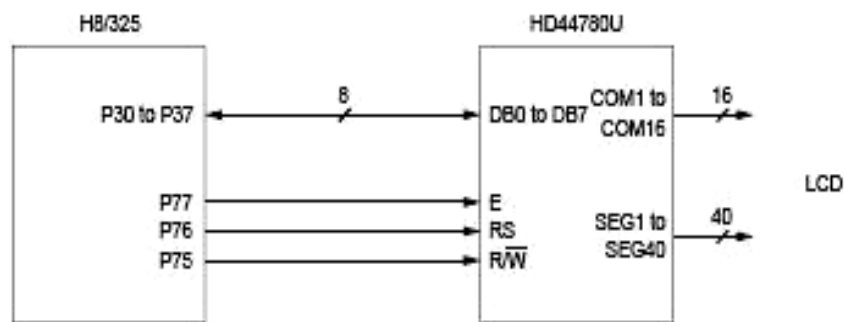 H8/325
HD44780U
P30 to P37
8
DB0 to DB7
COM1 to
COM16
16
LCD
P77
E
P76
RS
P75
R/W̅
SEG1 to
SEG40
40